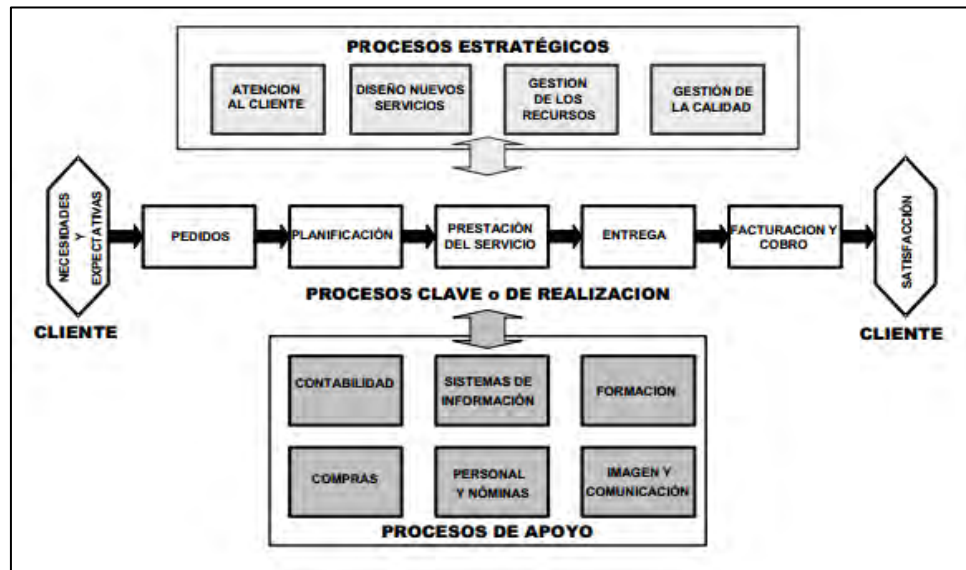 PROCESOS ESTRATÉGICOS
ATENCION
AL CLIENTE
DISEÑO NUEVOS
SERVICIOS
GESTION
DE LOS
RECURSOS
GESTIÓN DE
LA CALIDAD
NECESIDADES
Y
EXPECTATIVAS
CLIENTE
PEDIDOS
PLANIFICACIÓN
PRESTACIÓN
DEL SERVICIO
ENTREGA
FACTURACION Y
COBRO
SATISFACCIÓN
CLIENTE
PROCESOS CLAVE o DE REALIZACION
CONTABILIDAD
SISTEMAS DE
INFORMACIÓN
FORMACION
COMPRAS
PERSONAL
Y NÓMINAS
IMAGEN Y
COMUNICACIÓN
PROCESOS DE APOYO